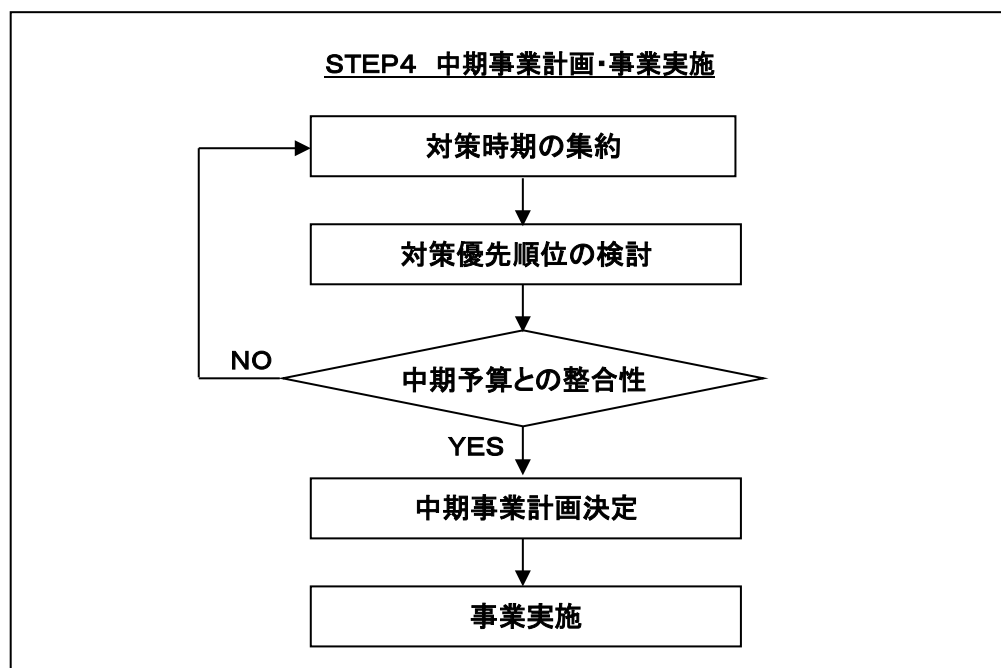 STEP4 中期事業計画・事業実施
対策時期の集約
対策優先順位の検討
中期予算との整合性
NO
YES
中期事業計画決定
事業実施